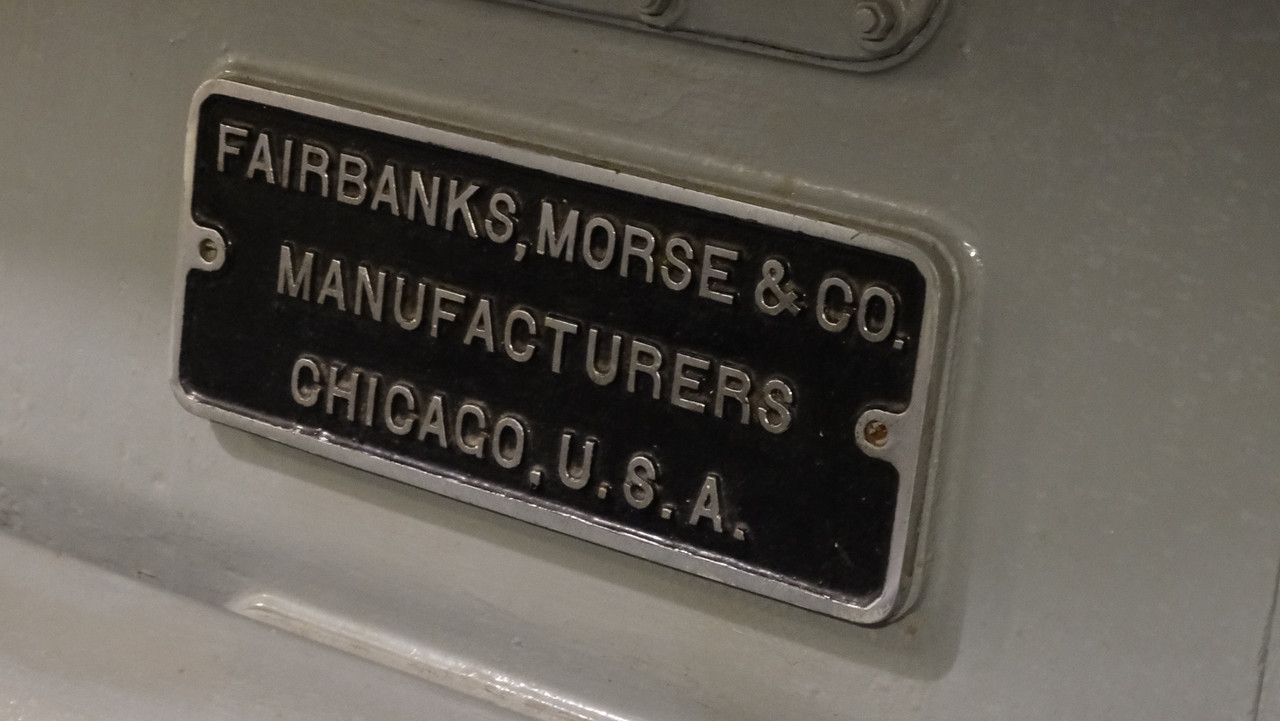 FAIRBANKS, MORSE & CO.
MANUFACTURERS
CHICAGO, U.S.A.